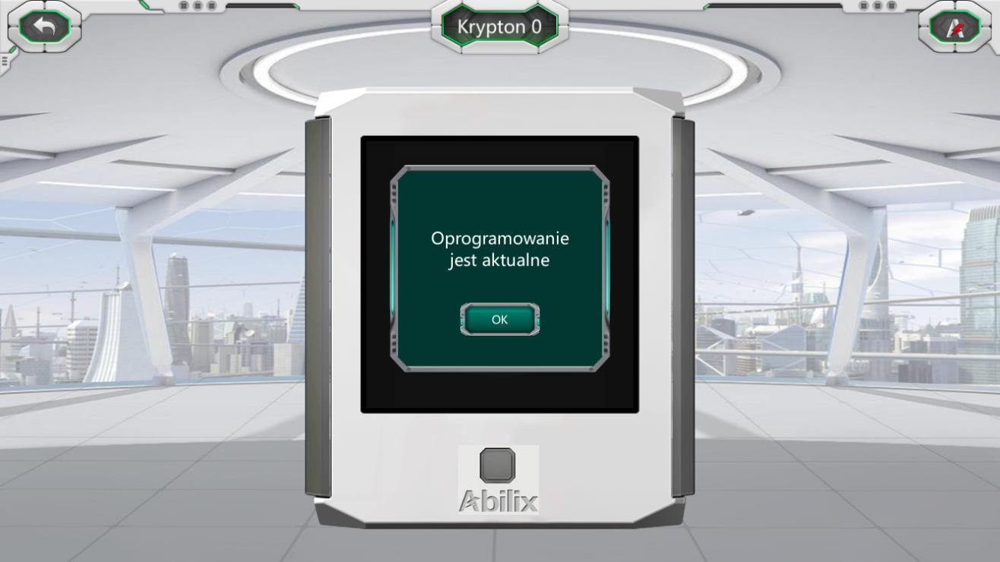 Krypton 0
Oprogramowanie
jest aktualne
OK
Abilix